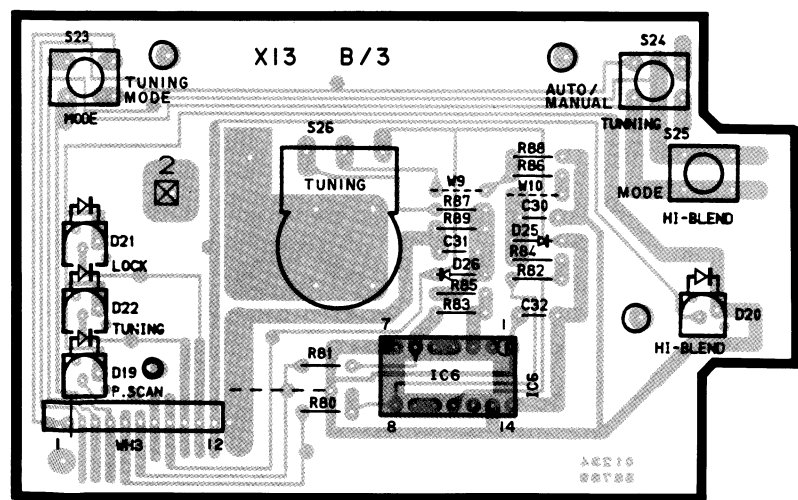 S23
X13 B/3
S24
TUNING
MODE
MODE
AUTO/
MANUAL
TUNNING
S26
S25
2
R88
R86
TUNING
W9
W10
MODE
R87
C30
HI-BLEND
R89
D21
D25
C31
LOCK
R84
D26
R82
R85
D22
R83
C32
D20
TUNING
7
1
HI-BLEND
R81
D19
IC6
IC6
P.SCAN
R80
1
WH3
12
8
14
01234
56789